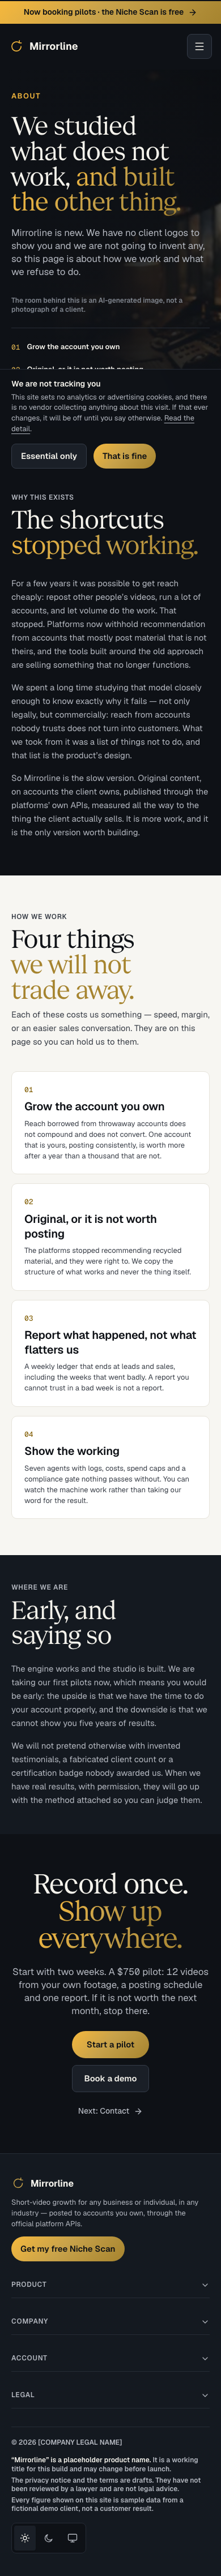 Now booking pilots · the Niche Scan is free →
Mirrorline
ABOUT
We studied
what does not
work, and built
the other thing.
Mirrorline is new. We have no client logos to
show you and we are not going to invent any,
so this page is about how we work and what
we refuse to do.
The room behind this is an AI-generated image, not a
photograph of a client.
01 Grow the account you own
We are not tracking you
This site sets no analytics or advertising cookies, and there
is no vendor collecting anything about this visit. If that ever
changes, it will be off until you say otherwise. Read the
detail.
Essential only
That is fine
WHY THIS EXISTS
The shortcuts
stopped working.
For a few years it was possible to get reach
cheaply: repost other people's videos, run a lot of
accounts, and let volume do the work. That
stopped. Platforms now withhold recommendation
from accounts that mostly post material that is not
theirs, and the tools built around the old approach
are selling something that no longer functions.
We spent a long time studying that model closely
enough to know exactly why it fails — not only
legally, but commercially: reach from accounts
nobody trusts does not turn into customers. What
we took from it was a list of things not to do, and
that list is the product's design.
So Mirrorline is the slow version. Original content,
on accounts the client owns, published through the
platforms' own APIs, measured all the way to the
thing the client actually sells. It is more work, and it
is the only version worth building.
HOW WE WORK
Four things
we will not
trade away.
Each of these costs us something — speed, margin,
or an easier sales conversation. They are on this
page so you can hold us to them.
01
Grow the account you own
Reach borrowed from throwaway accounts does
not compound and does not convert. One account
that is yours, posting consistently, is worth more
after a year than a thousand that are not.
02
Original, or it is not worth
posting
The platforms stopped recommending recycled
material, and they were right to. We copy the
structure of what works and never the thing itself.
03
Report what happened, not what
flatters us
A weekly ledger that ends at leads and sales,
including the weeks that went badly. A report you
cannot trust in a bad week is not a report.
04
Show the working
Seven agents with logs, costs, spend caps and a
compliance gate nothing passes without. You can
watch the machine work rather than taking our
word for the result.
WHERE WE ARE
Early, and
saying so
The engine works and the studio is built. We are
taking our first pilots now, which means you would
be early: the upside is that we have the time to do
your account properly, and the downside is that we
cannot show you five years of results.
We will not pretend otherwise with invented
testimonials, a fabricated client count or a
certification badge nobody awarded us. When we
have real results, with permission, they will go up
with the method attached so you can judge them.
Record once.
Show up
everywhere.
Start with two weeks. A $750 pilot: 12 videos
from your own footage, a posting schedule
and one report. If it is not worth the next
month, stop there.
Start a pilot
Book a demo
Next: Contact →
Mirrorline
Short-video growth for any business or individual, in any
industry — posted to accounts you own, through the
official platform APIs.
Get my free Niche Scan
PRODUCT
COMPANY
ACCOUNT
LEGAL
© 2026 [COMPANY LEGAL NAME]
"Mirrorline" is a placeholder product name. It is a working
title for this build and may change before launch.
The privacy notice and the terms are drafts. They have not
been reviewed by a lawyer and are not legal advice.
Every figure shown on this site is sample data from a
fictional demo client, not a customer result.